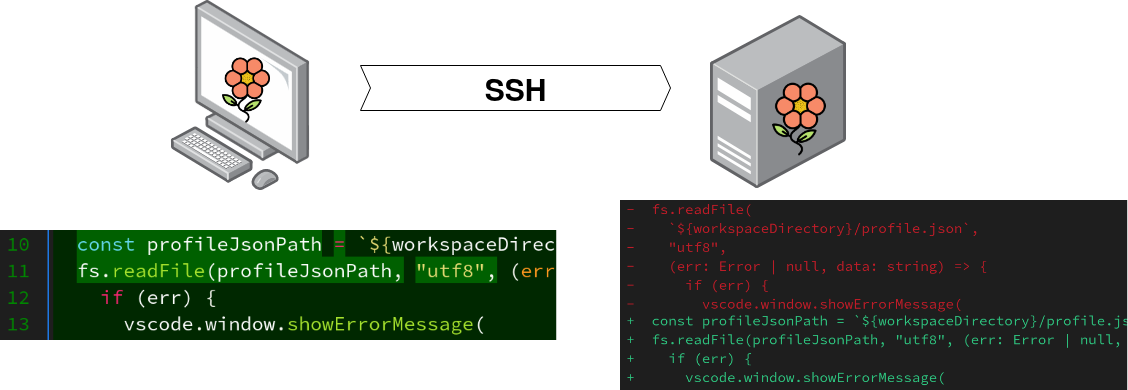 SSH
10 const profileJsonPath = `${workspaceDirec
11 fs.readFile(profileJsonPath, "utf8", (err
12 if (err) {
13 vscode.window.showErrorMessage(
- fs.readFile(
- `${workspaceDirectory}/profile.json`,
- "utf8",
- (err: Error | null, data: string) => {
- if (err) {
- vscode.window.showErrorMessage(
+ const profileJsonPath = `${workspaceDirectory}/profile.js
+ fs.readFile(profileJsonPath, "utf8", (err: Error | null,
+ if (err) {
+ vscode.window.showErrorMessage(